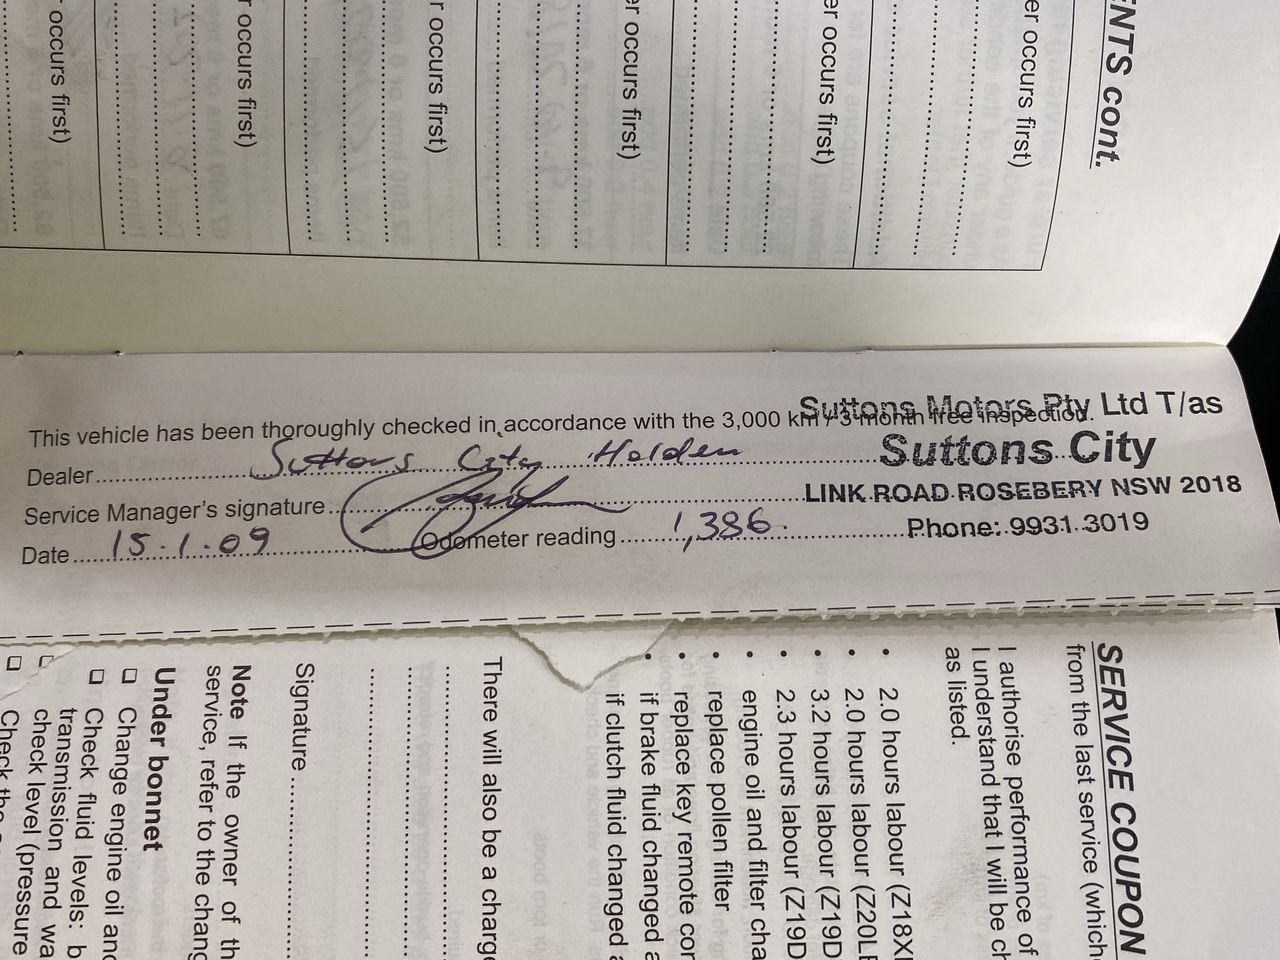 ENTS cont.
er occurs first)
er occurs first)
er occurs first)
r occurs first)
r occurs first)
r occurs first)
This vehicle has been thoroughly checked in accordance with the 3,000 km / 3 month free inspection.
Dealer Suttons City Holden
Service Manager's signature
Date 15.1.09 Odometer reading 1,386.
Suttons Motors Pty Ltd T/as
Suttons City
LINK ROAD ROSEBERY NSW 2018
Phone: 9931 3019
SERVICE COUPON
from the last service (which
I authorise performance of
I understand that I will be ch
as listed.
• 2.0 hours labour (Z18X
• 2.0 hours labour (Z20L
• 3.2 hours labour (Z19D
• 2.3 hours labour (Z19D
• engine oil and filter cha
• replace pollen filter
• replace key remote con
• if brake fluid changed a
if clutch fluid changed a
There will also be a charge
Signature
Note If the owner of th
service, refer to the chang
Under bonnet
☐ Change engine oil and
☐ Check fluid levels: b
transmission and wa
check level (pressure
☐ Check the